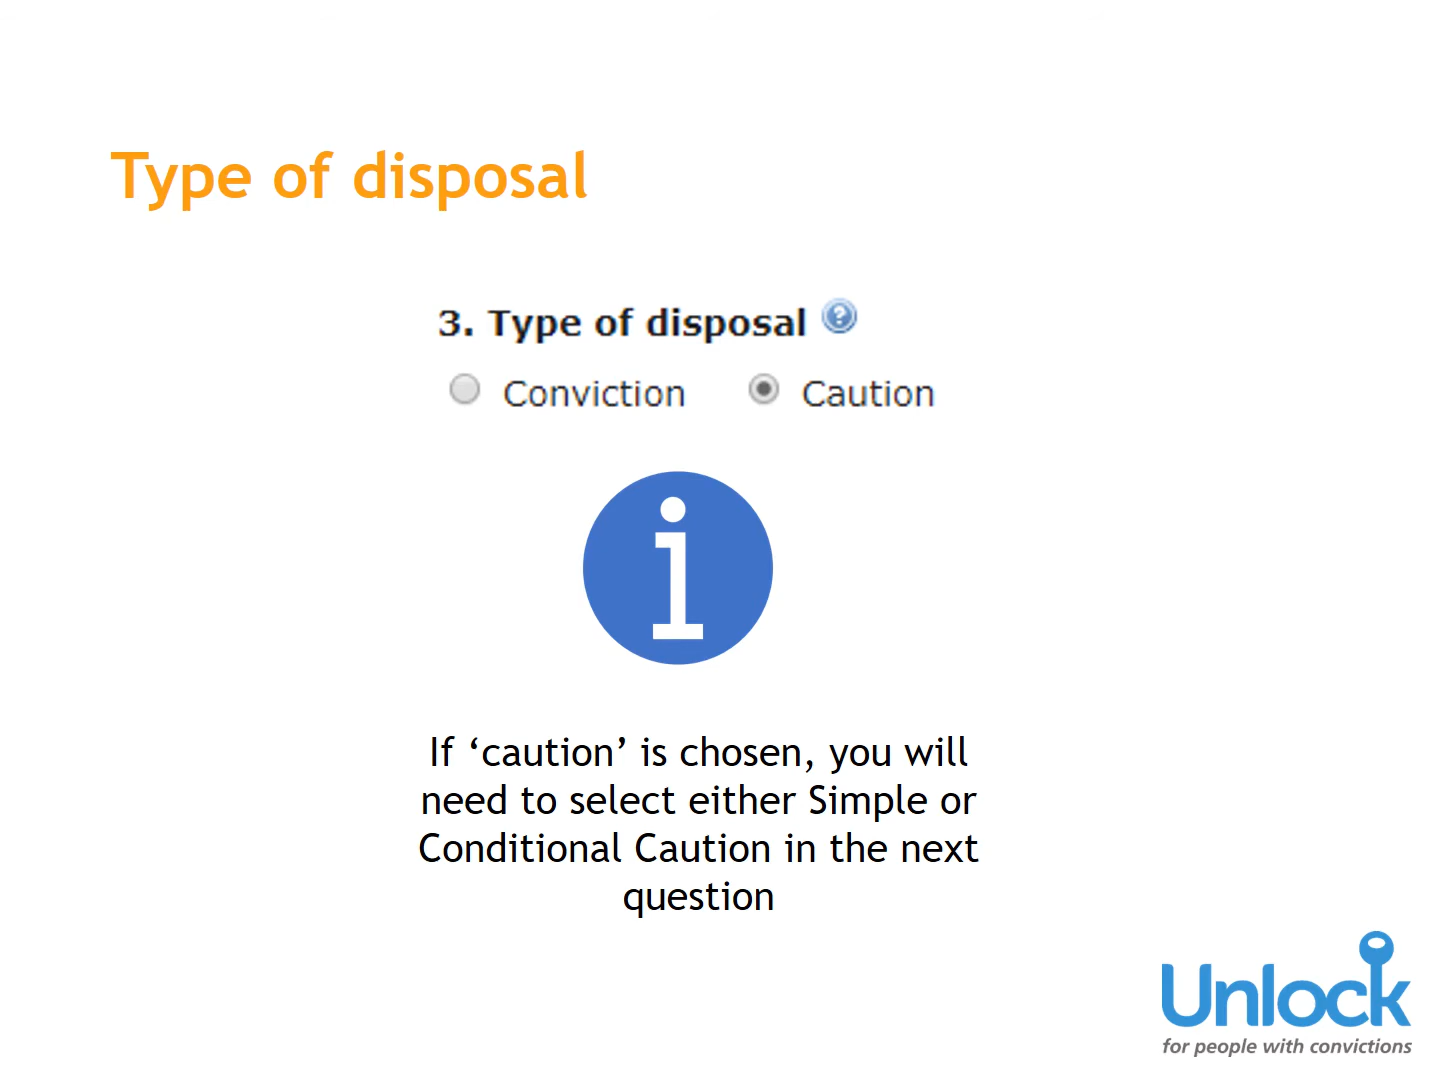 Type of disposal
3. Type of disposal ?
Conviction Caution
i
If ‘caution’ is chosen, you will
need to select either Simple or
Conditional Caution in the next
question
Unlock
for people with convictions